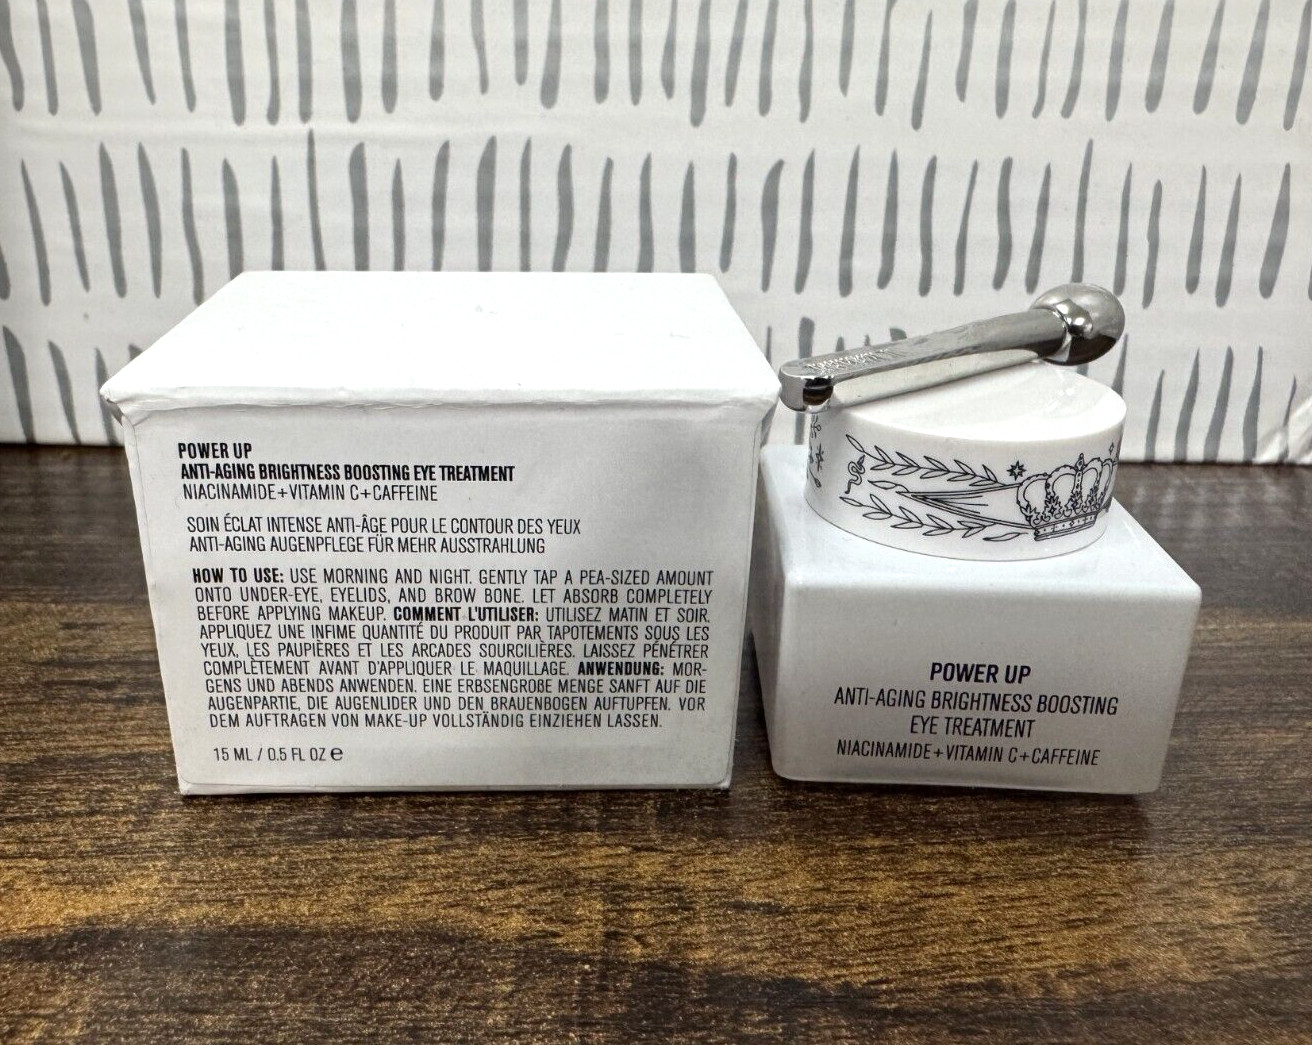 POWER UP
ANTI-AGING BRIGHTNESS BOOSTING EYE TREATMENT
NIACINAMIDE+VITAMIN C+CAFFEINE
SOIN ÉCLAT INTENSE ANTI-ÂGE POUR LE CONTOUR DES YEUX
ANTI-AGING AUGENPFLEGE FÜR MEHR AUSSTRAHLUNG
HOW TO USE: USE MORNING AND NIGHT. GENTLY TAP A PEA-SIZED AMOUNT
ONTO UNDER-EYE, EYELIDS, AND BROW BONE. LET ABSORB COMPLETELY
BEFORE APPLYING MAKEUP. COMMENT L'UTILISER: UTILISEZ MATIN ET SOIR.
APPLIQUEZ UNE INFIME QUANTITÉ DU PRODUIT PAR TAPOTEMENTS SOUS LES
YEUX, LES PAUPIÈRES ET LES ARCADES SOURCILIÈRES. LAISSEZ PÉNÉTRER
COMPLÈTEMENT AVANT D'APPLIQUER LE MAQUILLAGE. ANWENDUNG: MOR-
GENS UND ABENDS ANWENDEN. EINE ERBSENGROßE MENGE SANFT AUF DIE
AUGENPARTIE, DIE AUGENLIDER UND DEN BRAUENBOGEN AUFTUPFEN. VOR
DEM AUFTRAGEN VON MAKE-UP VOLLSTÄNDIG EINZIEHEN LASSEN.
15 ML / 0.5 FL OZ ℮
POWER UP
ANTI-AGING BRIGHTNESS BOOSTING
EYE TREATMENT
NIACINAMIDE+VITAMIN C+CAFFEINE